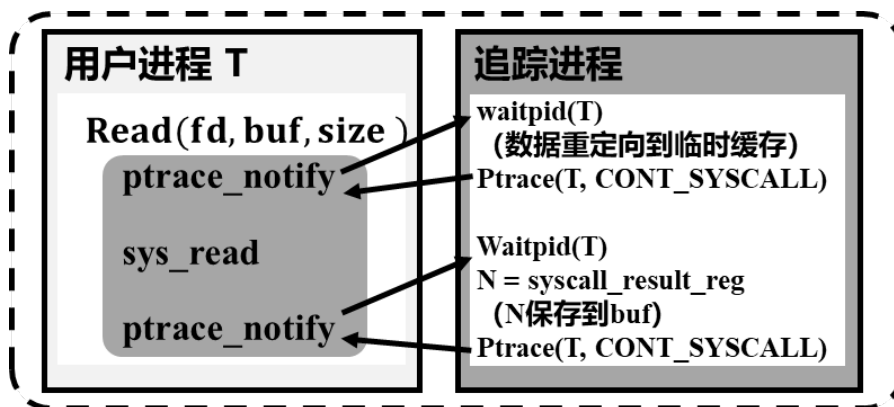 用户进程 T
Read(fd, buf, size )
ptrace_notify
sys_read
ptrace_notify
追踪进程
waitpid(T)
（数据重定向到临时缓存）
Ptrace(T, CONT_SYSCALL)
Waitpid(T)
N = syscall_result_reg
（N保存到buf）
Ptrace(T, CONT_SYSCALL)